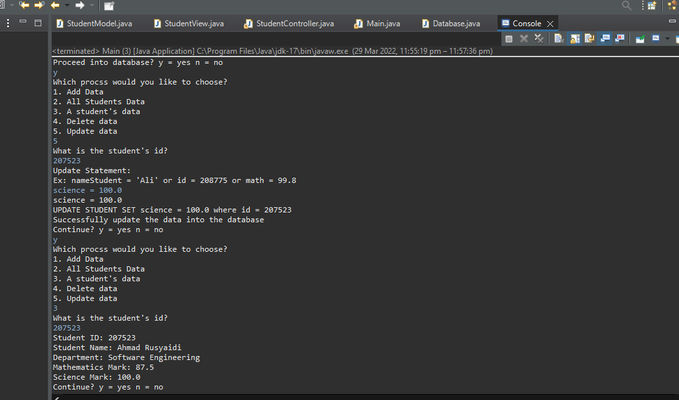 StudentModel.java StudentView.java StudentController.java Main.java Database.java Console
<terminated> Main (3) [Java Application] C:\Program Files\Java\jdk-17\bin\javaw.exe (29 Mar 2022, 11:55:19 pm – 11:57:36 pm)
Proceed into database? y = yes n = no
y
Which procss would you like to choose?
1. Add Data
2. All Students Data
3. A student's data
4. Delete data
5. Update data
5
What is the student's id?
207523
Update Statement:
Ex: nameStudent = 'Ali' or id = 208775 or math = 99.8
science = 100.0
science = 100.0
UPDATE STUDENT SET science = 100.0 where id = 207523
Successfully update the data into the database
Continue? y = yes n = no
y
Which procss would you like to choose?
1. Add Data
2. All Students Data
3. A student's data
4. Delete data
5. Update data
3
What is the student's id?
207523
Student ID: 207523
Student Name: Ahmad Rusyaidi
Department: Software Engineering
Mathematics Mark: 87.5
Science Mark: 100.0
Continue? y = yes n = no